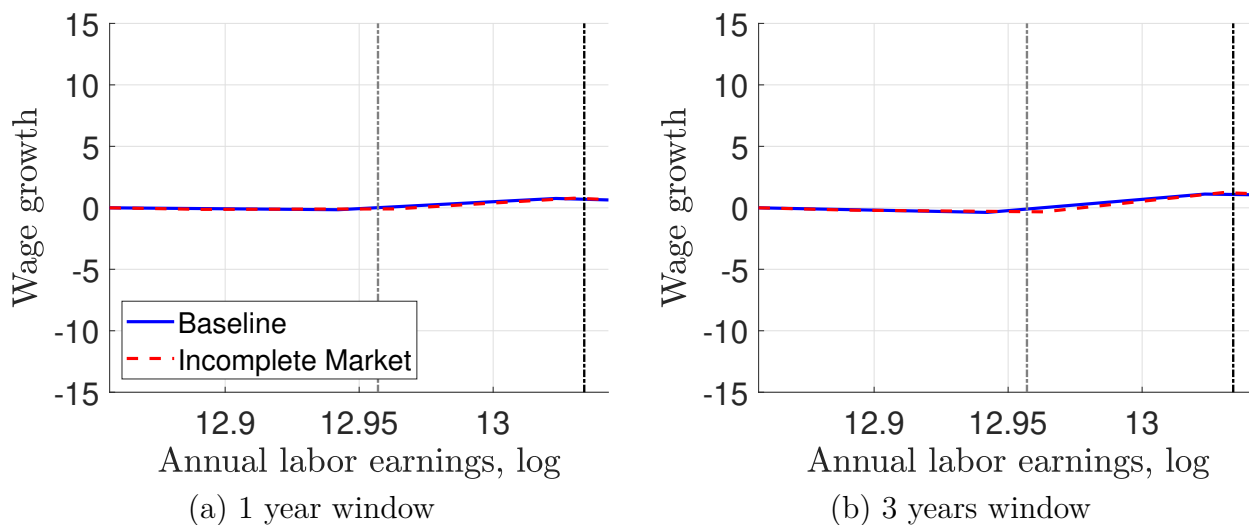 15
10
5
0
-5
-10
-15
Wage growth
Baseline
Incomplete Market
12.9 12.95 13
Annual labor earnings, log
(a) 1 year window
15
10
5
0
-5
-10
-15
Wage growth
12.9 12.95 13
Annual labor earnings, log
(b) 3 years window